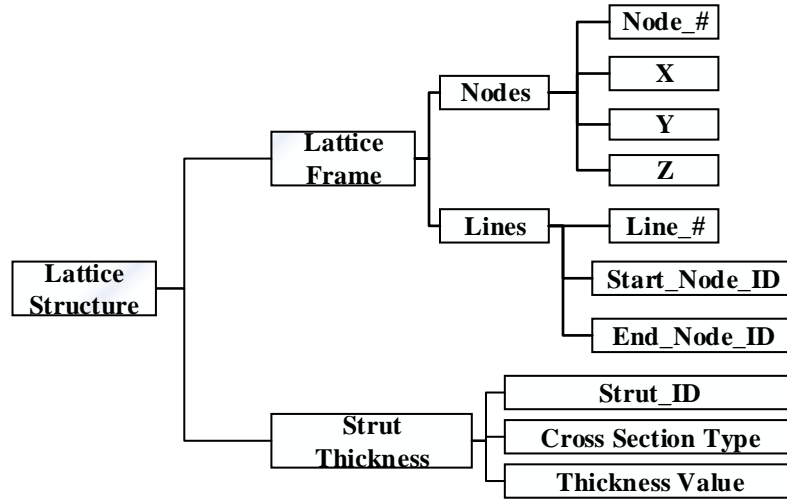 Lattice
Structure
Lattice
Frame
Nodes
Node_#
X
Y
Z
Lines
Line_#
Start_Node_ID
End_Node_ID
Strut
Thickness
Strut_ID
Cross Section Type
Thickness Value